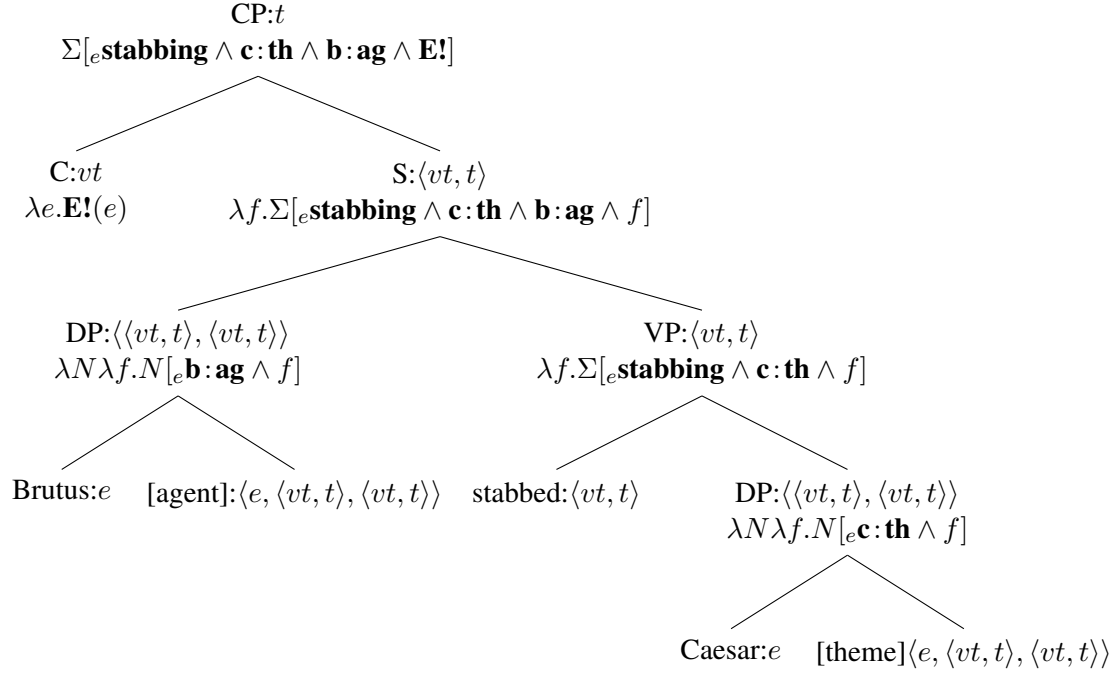 CP:t
Σ[ₑstabbing ∧ c:th ∧ b:ag ∧ E!]
C:vt S:⟨vt, t⟩
λe.E!(e) λf.Σ[ₑstabbing ∧ c:th ∧ b:ag ∧ f]
DP:⟨⟨vt, t⟩, ⟨vt, t⟩⟩ VP:⟨vt, t⟩
λNλf.N[ₑb:ag ∧ f] λf.Σ[ₑstabbing ∧ c:th ∧ f]
Brutus:e [agent]:⟨e, ⟨vt, t⟩, ⟨vt, t⟩⟩ stabbed:⟨vt, t⟩ DP:⟨⟨vt, t⟩, ⟨vt, t⟩⟩
λNλf.N[ₑc:th ∧ f]
Caesar:e [theme]⟨e, ⟨vt, t⟩, ⟨vt, t⟩⟩